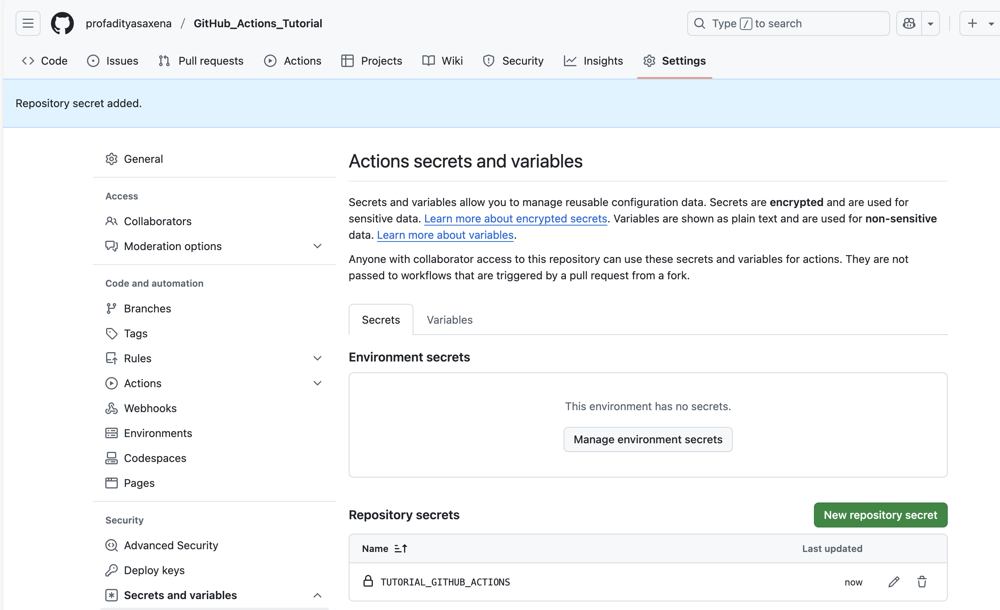 profadityasaxena / GitHub_Actions_Tutorial
Type / to search
Code
Issues
Pull requests
Actions
Projects
Wiki
Security
Insights
Settings
Repository secret added.
General
Access
Collaborators
Moderation options
Code and automation
Branches
Tags
Rules
Actions
Webhooks
Environments
Codespaces
Pages
Security
Advanced Security
Deploy keys
Secrets and variables
Actions secrets and variables
Secrets and variables allow you to manage reusable configuration data. Secrets are encrypted and are used for
sensitive data. Learn more about encrypted secrets. Variables are shown as plain text and are used for non-sensitive
data. Learn more about variables.
Anyone with collaborator access to this repository can use these secrets and variables for actions. They are not
passed to workflows that are triggered by a pull request from a fork.
Secrets
Variables
Environment secrets
This environment has no secrets.
Manage environment secrets
Repository secrets
New repository secret
Name
Last updated
TUTORIAL_GITHUB_ACTIONS
now